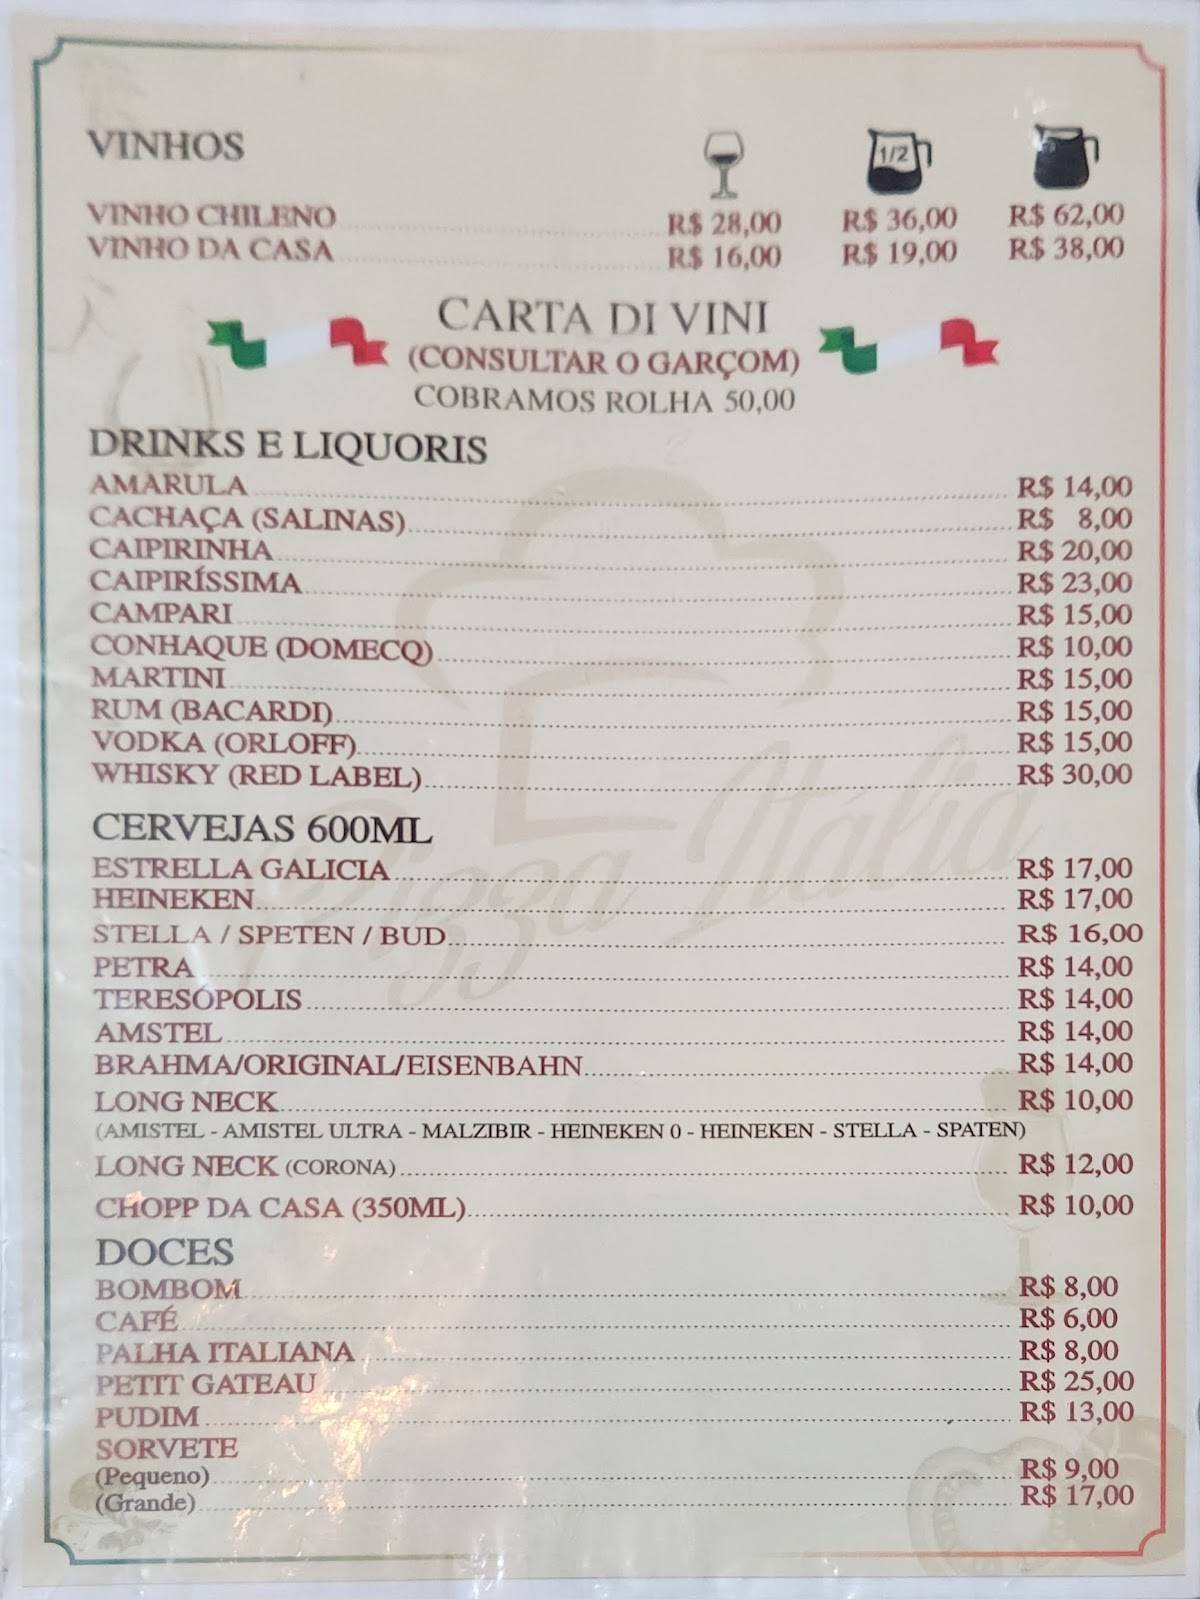 VINHOS
1/2
VINHO CHILENO R$ 28,00 R$ 36,00 R$ 62,00
VINHO DA CASA R$ 16,00 R$ 19,00 R$ 38,00
CARTA DI VINI
(CONSULTAR O GARÇOM)
COBRAMOS ROLHA 50,00
DRINKS E LIQUORIS
AMARULA R$ 14,00
CACHAÇA (SALINAS) R$ 8,00
CAIPIRINHA R$ 20,00
CAIPIRÍSSIMA R$ 23,00
CAMPARI R$ 15,00
CONHAQUE (DOMECQ) R$ 10,00
MARTINI R$ 15,00
RUM (BACARDI) R$ 15,00
VODKA (ORLOFF) R$ 15,00
WHISKY (RED LABEL) R$ 30,00
Pizza Itália
CERVEJAS 600ML
ESTRELLA GALICIA R$ 17,00
HEINEKEN R$ 17,00
STELLA / SPETEN / BUD R$ 16,00
PETRA R$ 14,00
TERESÓPOLIS R$ 14,00
AMSTEL R$ 14,00
BRAHMA/ORIGINAL/EISENBAHN R$ 14,00
LONG NECK R$ 10,00
(AMISTEL - AMISTEL ULTRA - MALZIBIR - HEINEKEN 0 - HEINEKEN - STELLA - SPATEN)
LONG NECK (CORONA) R$ 12,00
CHOPP DA CASA (350ML) R$ 10,00
DOCES
BOMBOM R$ 8,00
CAFÉ R$ 6,00
PALHA ITALIANA R$ 8,00
PETIT GATEAU R$ 25,00
PUDIM R$ 13,00
SORVETE
(Pequeno) R$ 9,00
(Grande) R$ 17,00